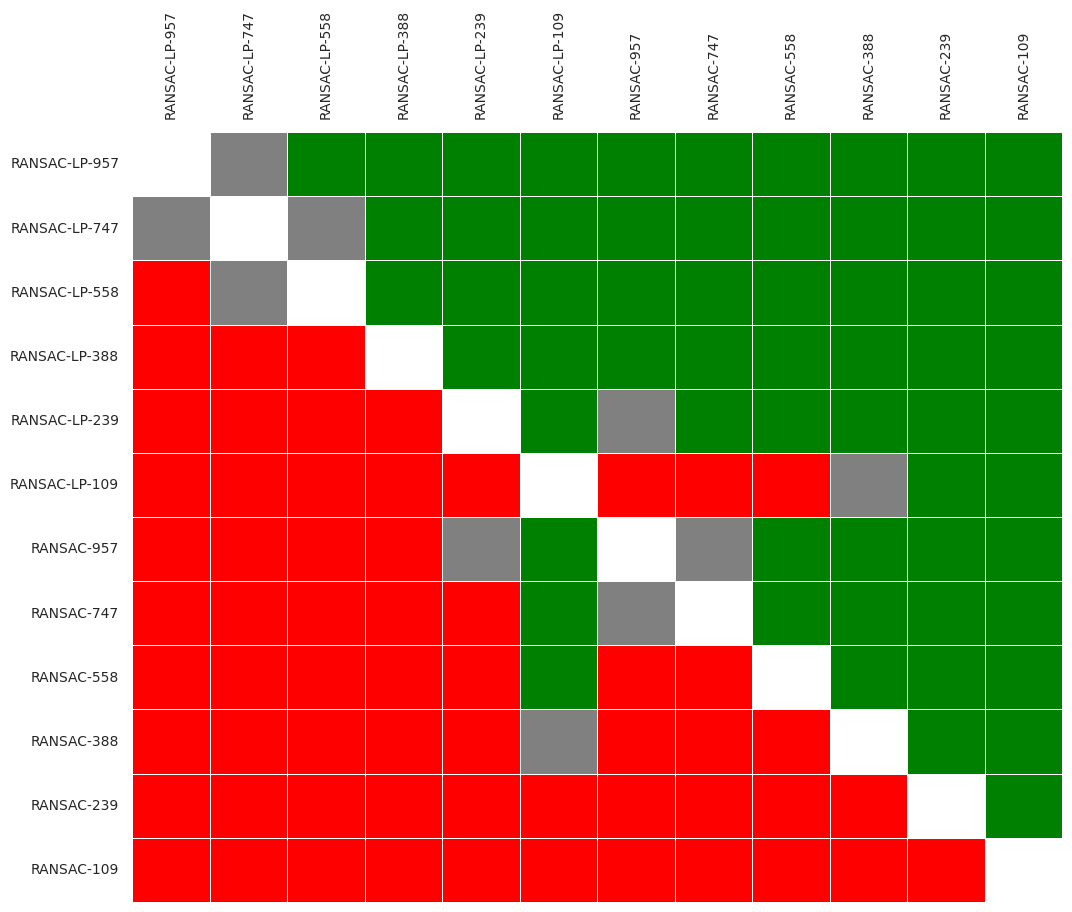 RANSAC-LP-957
RANSAC-LP-747
RANSAC-LP-558
RANSAC-LP-388
RANSAC-LP-239
RANSAC-LP-109
RANSAC-957
RANSAC-747
RANSAC-558
RANSAC-388
RANSAC-239
RANSAC-109
RANSAC-LP-957
RANSAC-LP-747
RANSAC-LP-558
RANSAC-LP-388
RANSAC-LP-239
RANSAC-LP-109
RANSAC-957
RANSAC-747
RANSAC-558
RANSAC-388
RANSAC-239
RANSAC-109